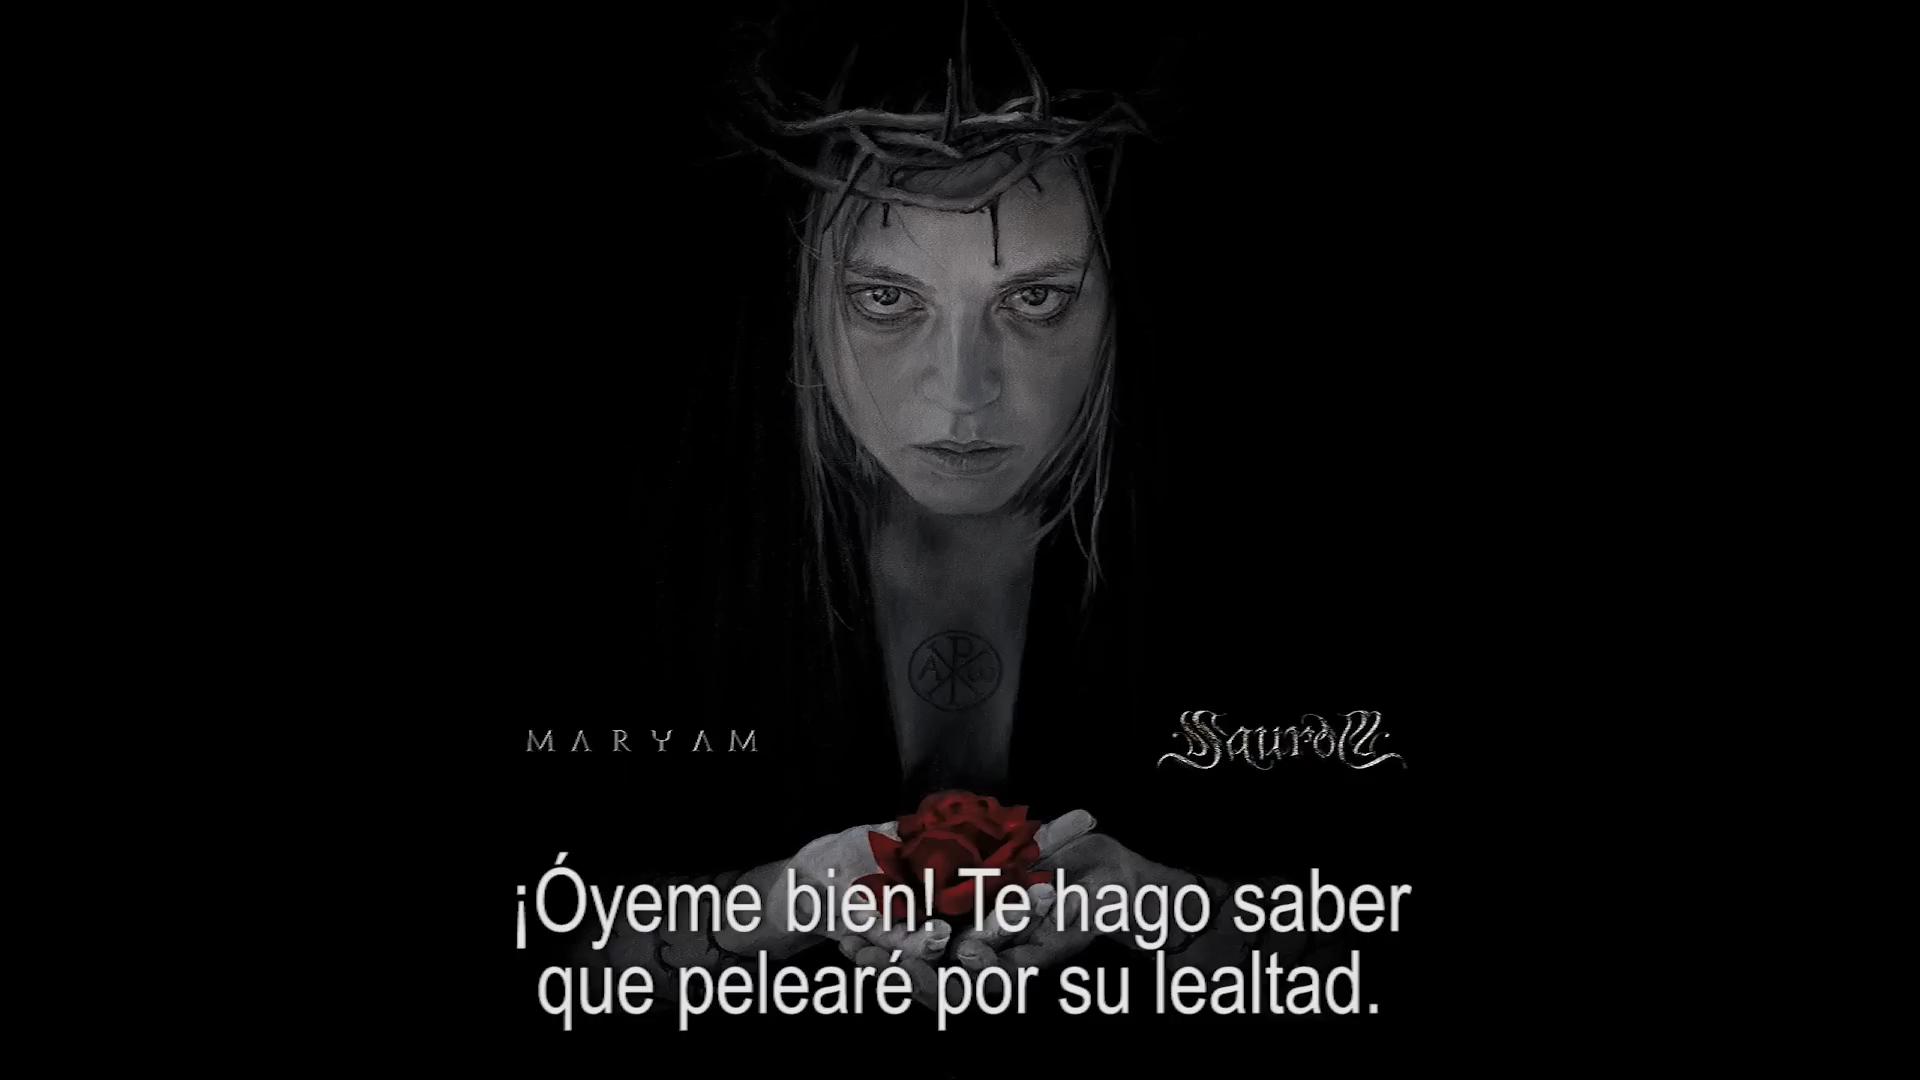 MARYAM
Saurom
¡Óyeme bien! Te hago saber
que pelearé por su lealtad.